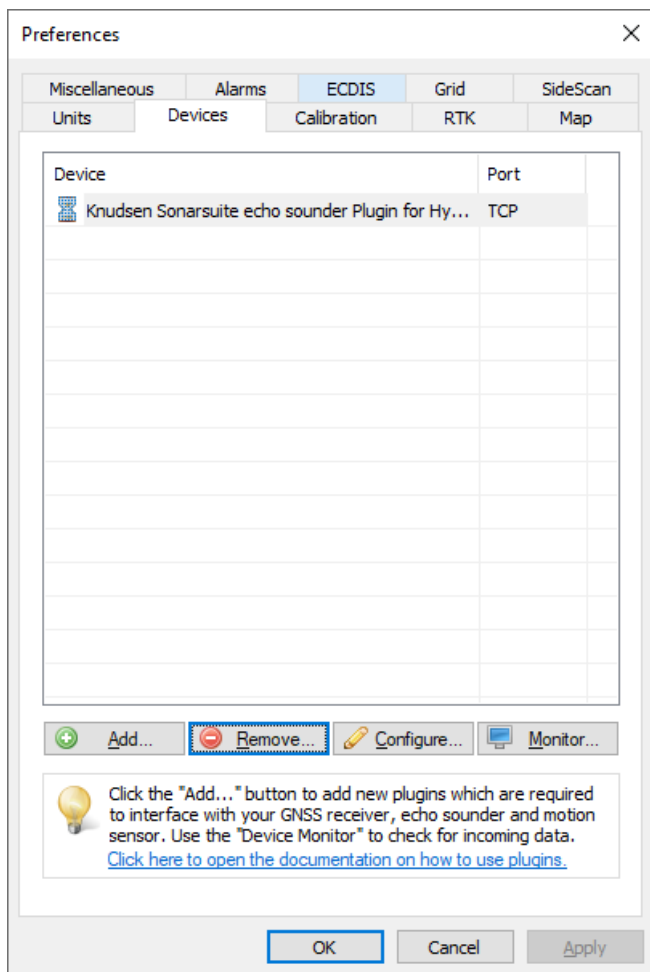 Preferences
Miscellaneous Alarms ECDIS Grid SideScan
Units Devices Calibration RTK Map
Device Port
Knudsen Sonarsuite echo sounder Plugin for Hy... TCP
Add... Remove... Configure... Monitor...
Click the "Add..." button to add new plugins which are required
to interface with your GNSS receiver, echo sounder and motion
sensor. Use the "Device Monitor" to check for incoming data.
Click here to open the documentation on how to use plugins.
OK Cancel Apply